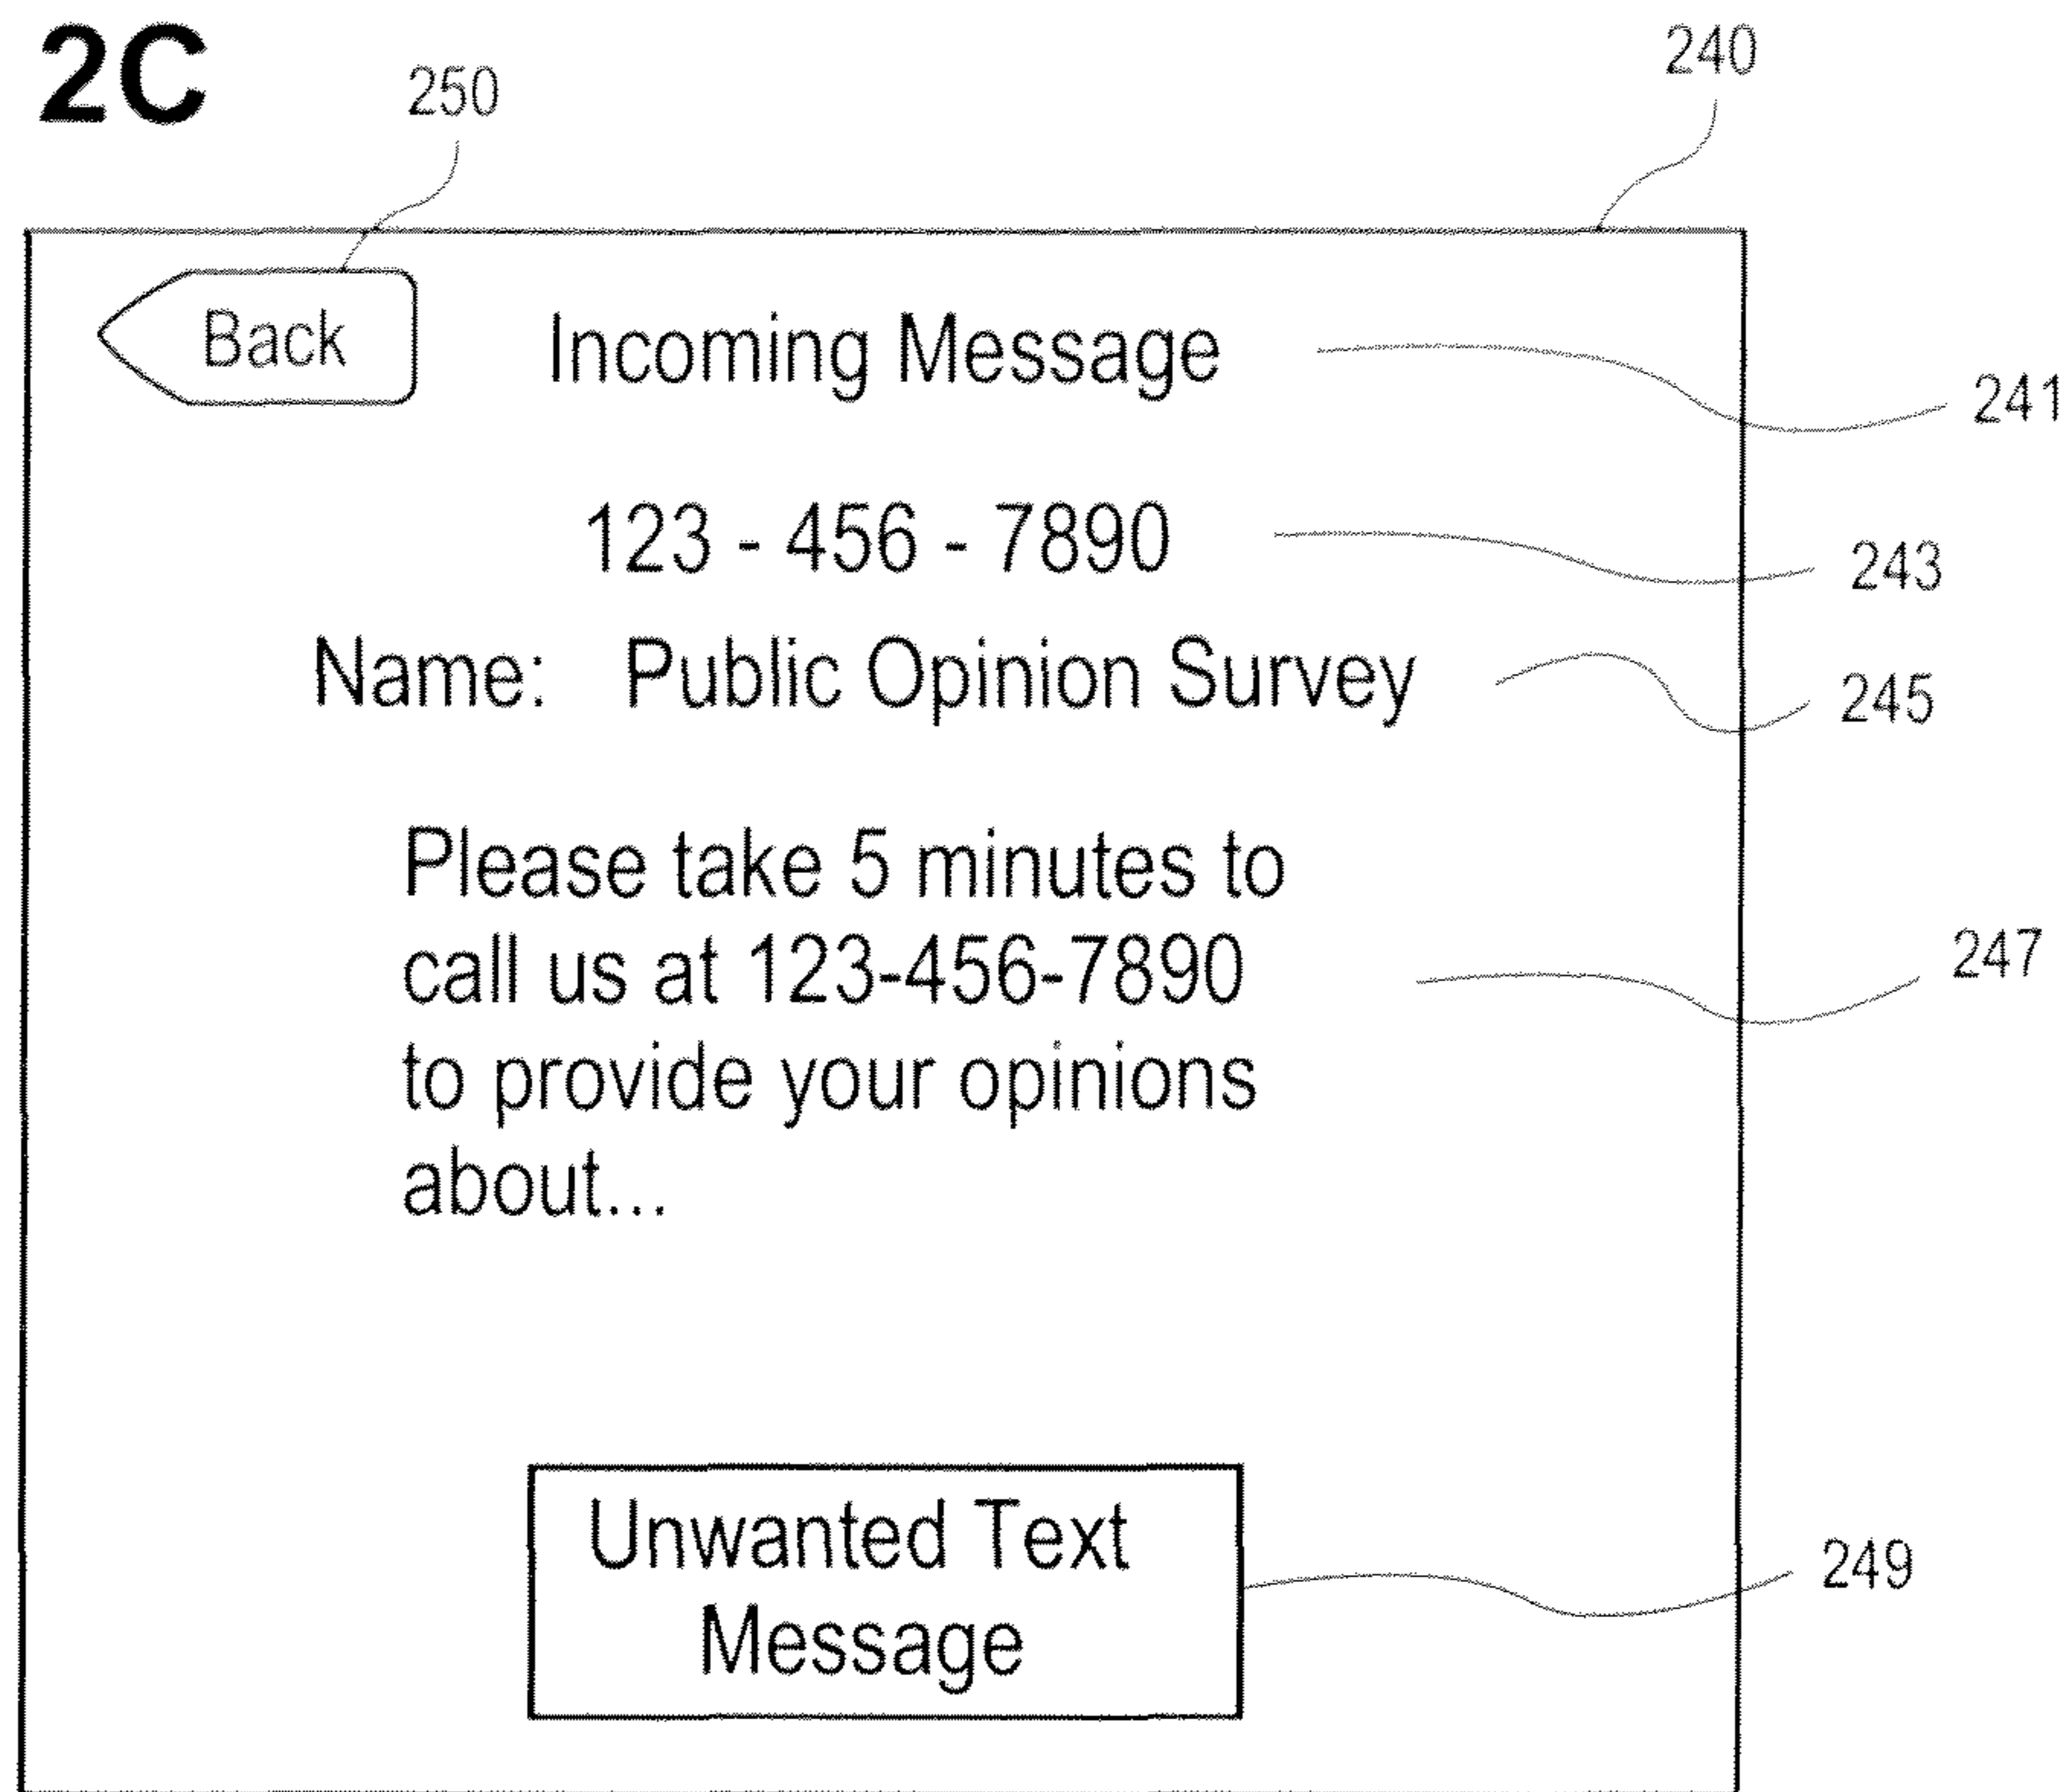 2C
250
240
Back
Incoming Message
241
123 - 456 - 7890
243
Name: Public Opinion Survey
245
Please take 5 minutes to
call us at 123-456-7890
247
to provide your opinions
about...
Unwanted Text
Message
249